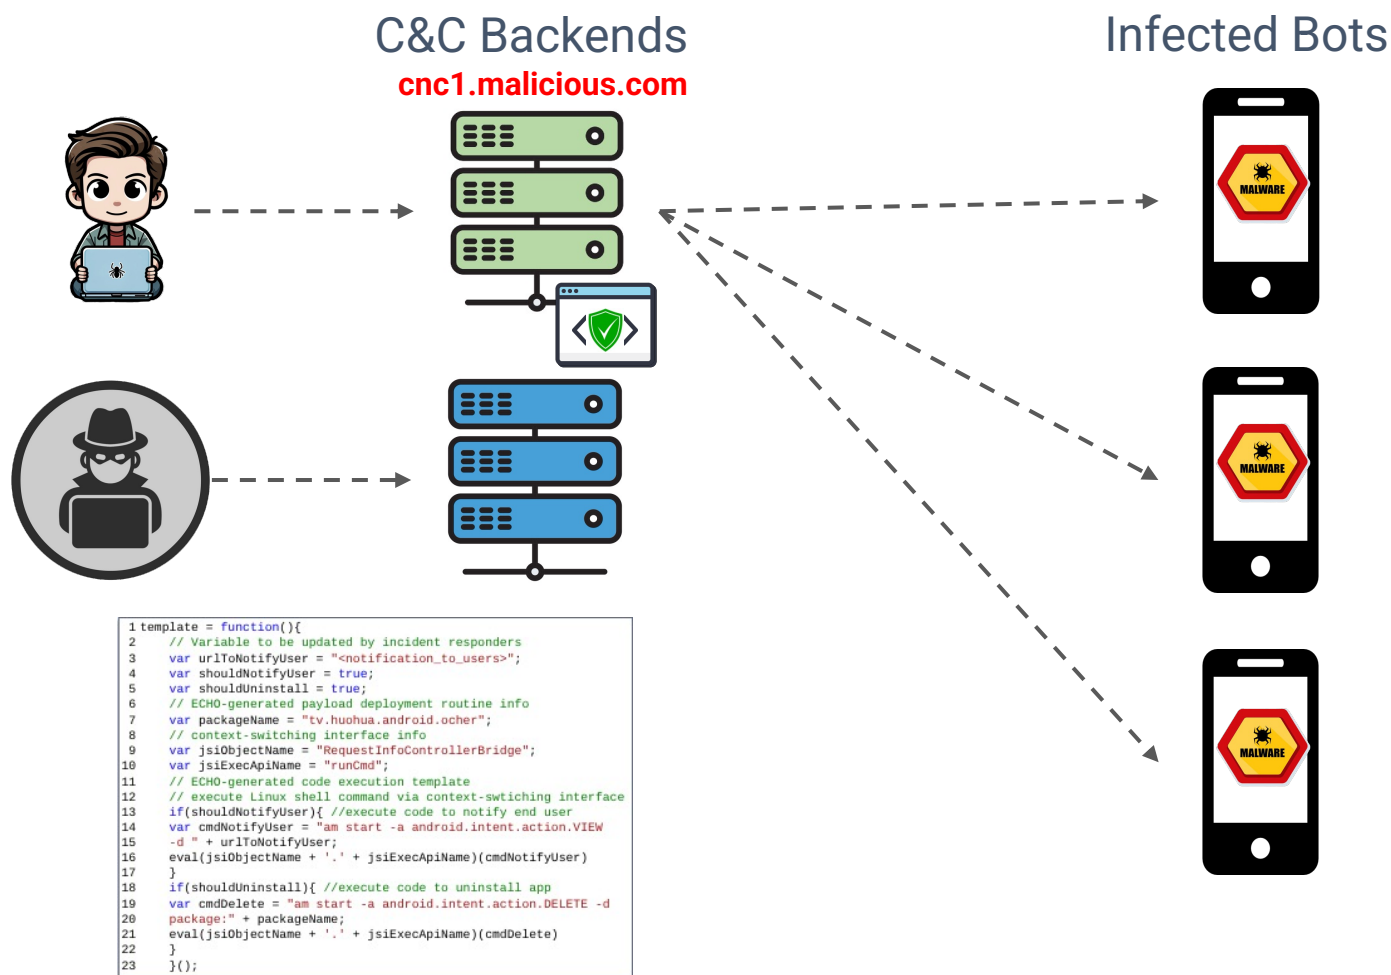 C&C Backends
Infected Bots
cnc1.malicious.com
MALWARE
MALWARE
MALWARE
1 template = function(){
2 // Variable to be updated by incident responders
3 var urlToNotifyUser = "<notification_to_users>";
4 var shouldNotifyUser = true;
5 var shouldUninstall = true;
6 // ECHO-generated payload deployment routine info
7 var packageName = "tv.huohua.android.ocher";
8 // context-switching interface info
9 var jsiObjectName = "RequestInfoControllerBridge";
10 var jsiExecApiName = "runCmd";
11 // ECHO-generated code execution template
12 // execute Linux shell command via context-swtiching interface
13 if(shouldNotifyUser){ //execute code to notify end user
14 var cmdNotifyUser = "am start -a android.intent.action.VIEW
15 -d " + urlToNotifyUser;
16 eval(jsiObjectName + '.' + jsiExecApiName)(cmdNotifyUser)
17 }
18 if(shouldUninstall){ //execute code to uninstall app
19 var cmdDelete = "am start -a android.intent.action.DELETE -d
20 package:" + packageName;
21 eval(jsiObjectName + '.' + jsiExecApiName)(cmdDelete)
22 }
23 }();